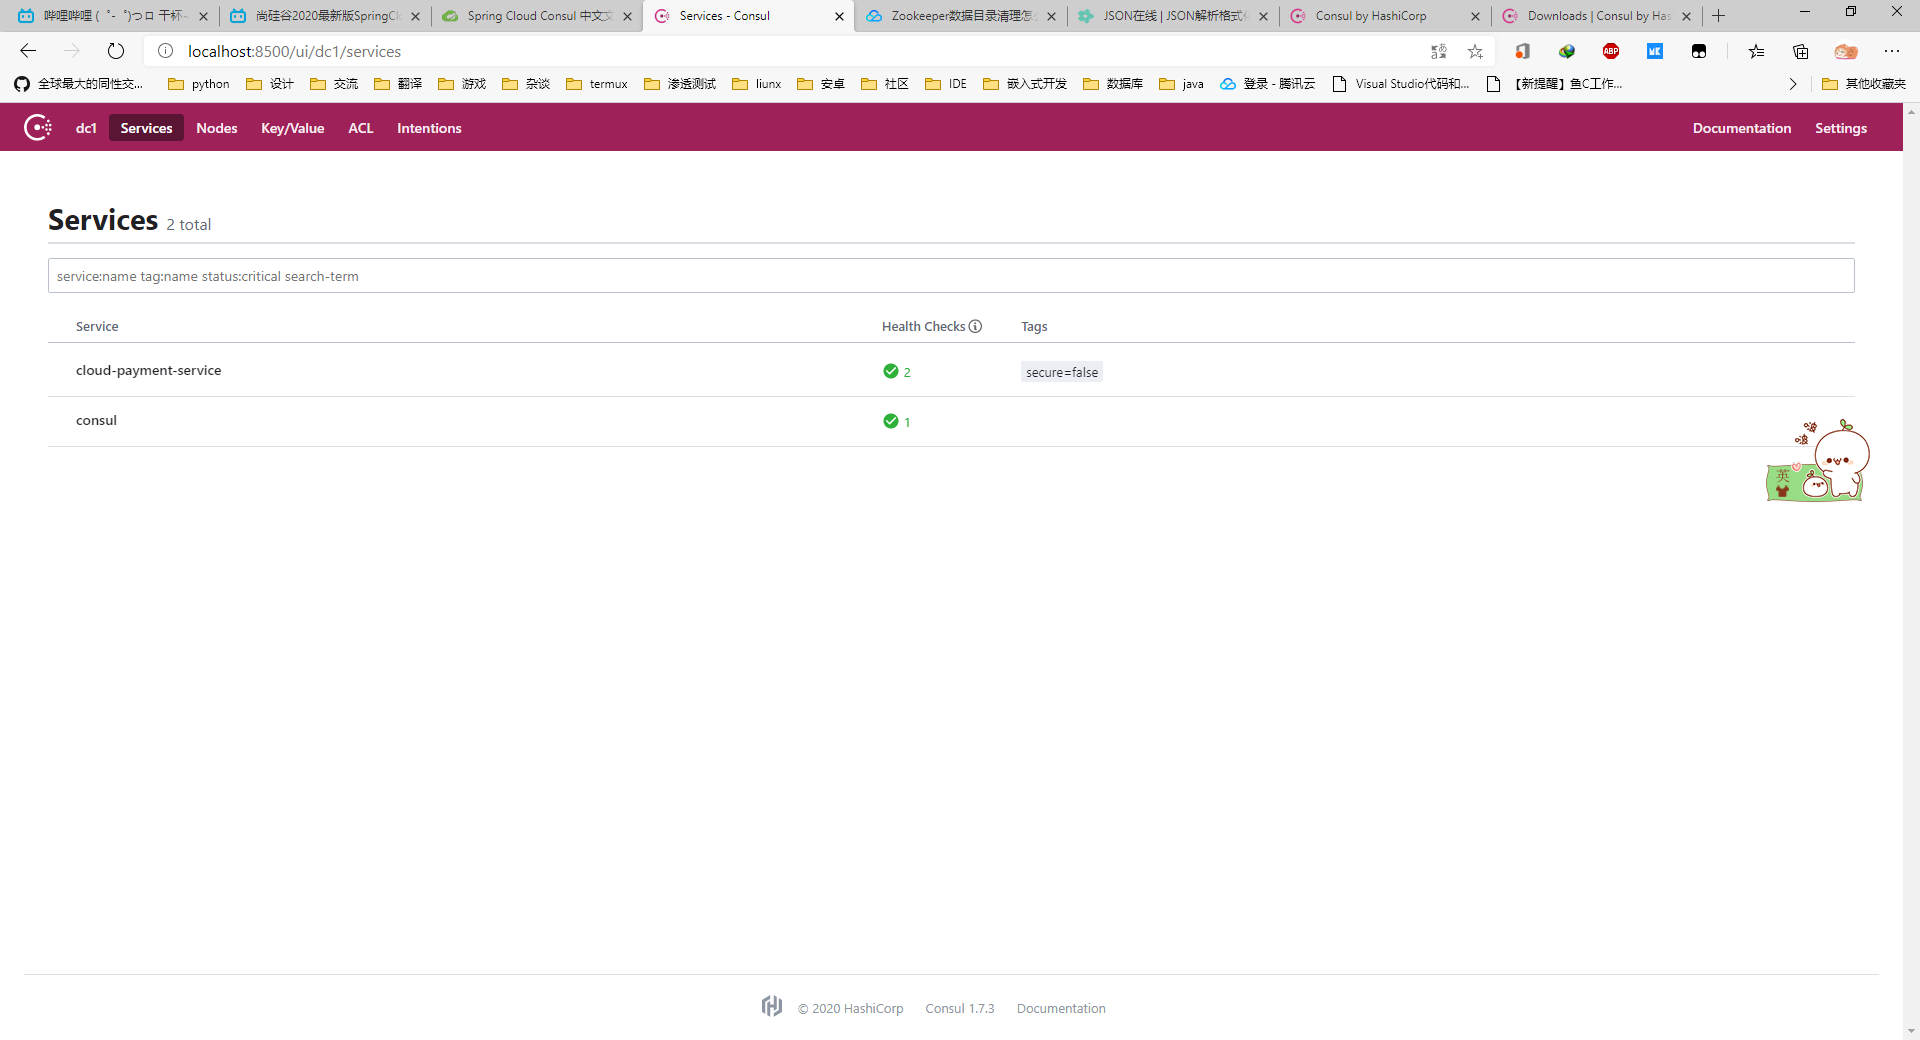 哔哩哔哩 (゜-゜)つロ 干杯~
尚硅谷2020最新版SpringCl
Spring Cloud Consul 中文文
Services - Consul
Zookeeper数据目录清理怎
JSON在线 | JSON解析格式化
Consul by HashiCorp
Downloads | Consul by Has
localhost:8500/ui/dc1/services
ABP
全球最大的同性交...
python
设计
交流
翻译
游戏
杂谈
termux
渗透测试
liunx
安卓
社区
IDE
嵌入式开发
数据库
java
登录 - 腾讯云
Visual Studio代码和...
【新提醒】鱼C工作...
其他收藏夹
dc1
Services
Nodes
Key/Value
ACL
Intentions
Documentation
Settings
Services 2 total
service:name tag:name status:critical search-term
Service
Health Checks
Tags
cloud-payment-service
2
secure=false
consul
1
啵
啵
英
© 2020 HashiCorp
Consul 1.7.3
Documentation